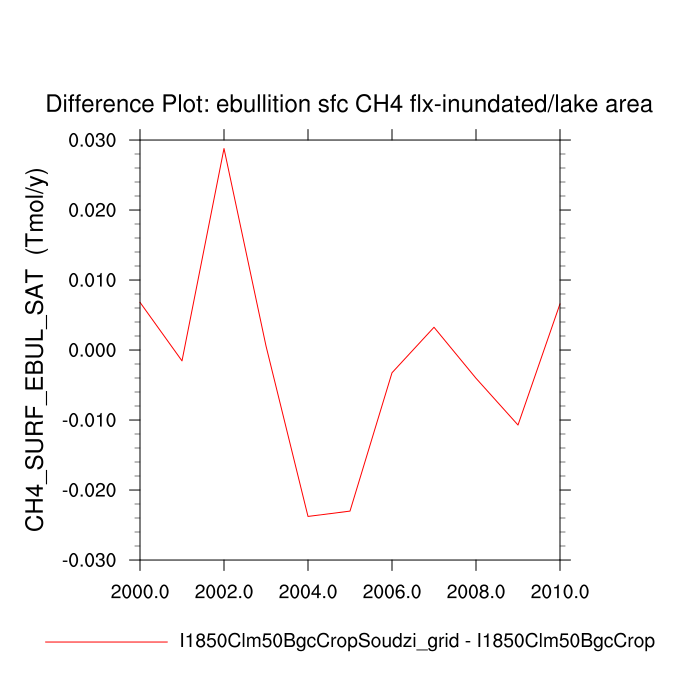 Difference Plot: ebullition sfc CH4 flx-inundated/lake area
CH4_SURF_EBUL_SAT (Tmol/y)
0.030
0.020
0.010
0.000
-0.010
-0.020
-0.030
2000.0 2002.0 2004.0 2006.0 2008.0 2010.0
I1850Clm50BgcCropSoudzi_grid - I1850Clm50BgcCrop